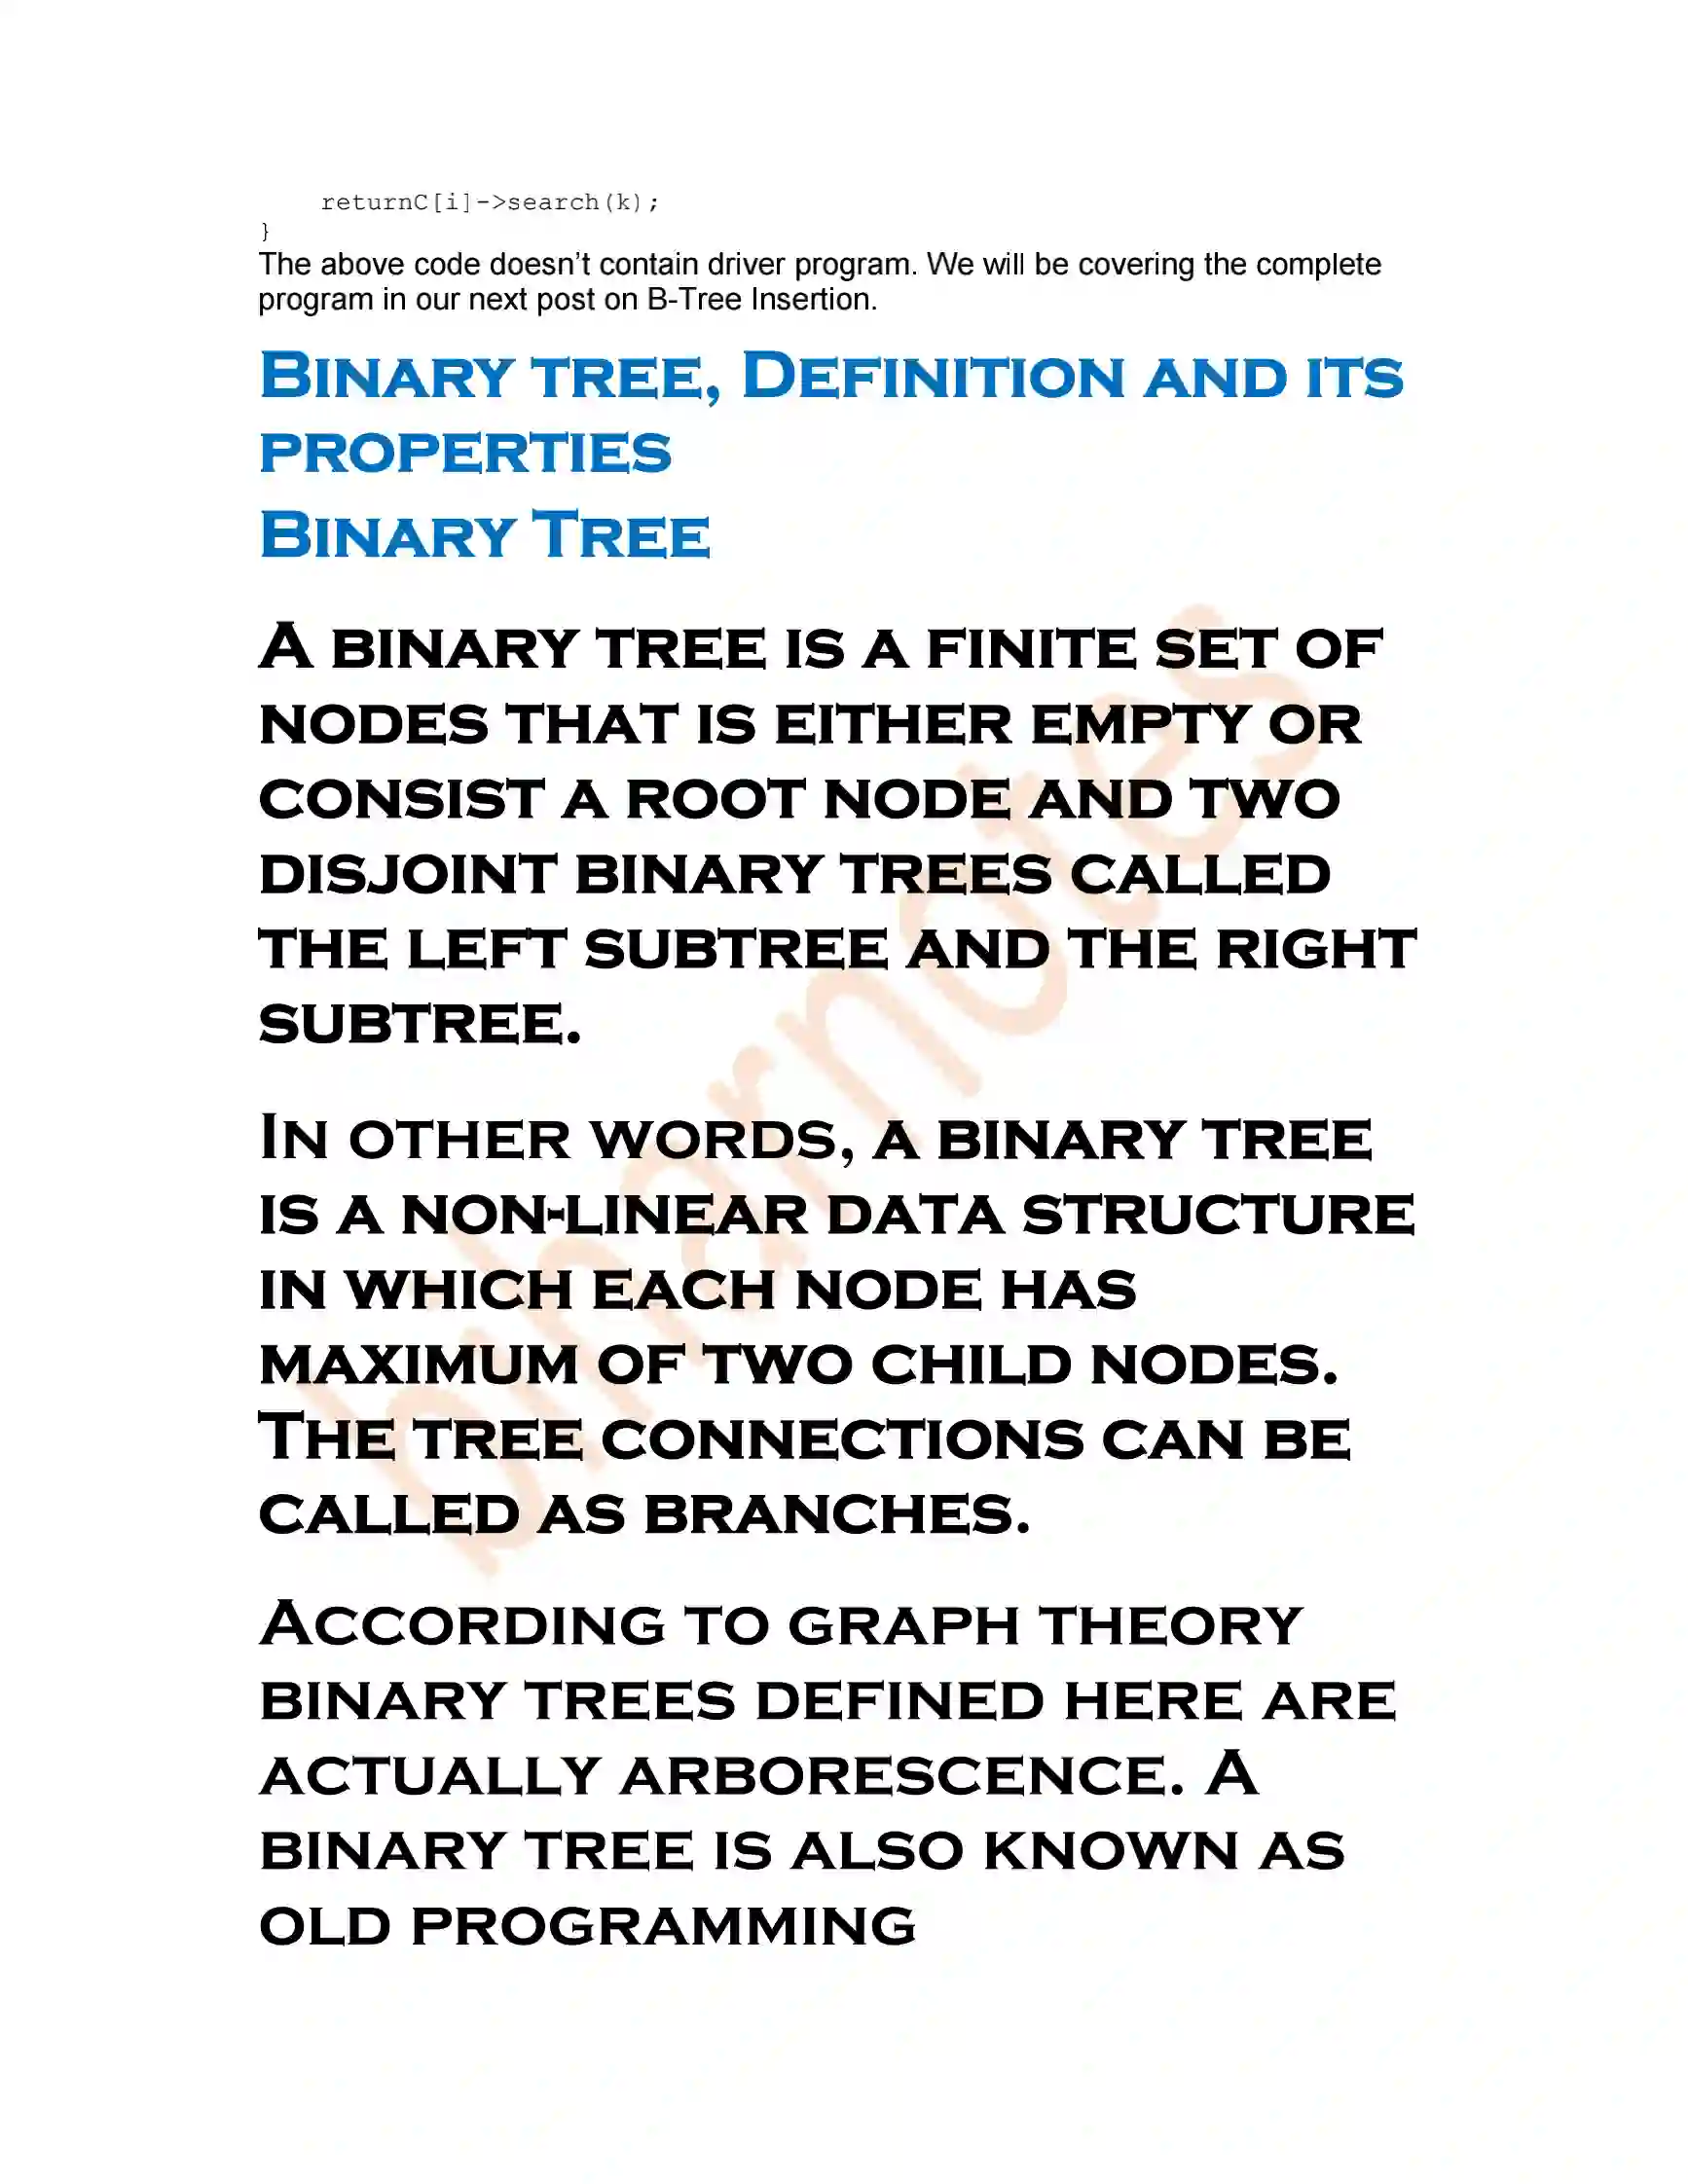 returnC[i]->search(k);
}
The above code doesn’t contain driver program. We will be covering the complete
program in our next post on B-Tree Insertion.
Binary tree, Definition and its
properties
Binary Tree
A binary tree is a finite set of
nodes that is either empty or
consist a root node and two
disjoint binary trees called
the left subtree and the right
subtree.
In other words, a binary tree
is a non-linear data structure
in which each node has
maximum of two child nodes.
The tree connections can be
called as branches.
According to graph theory
binary trees defined here are
actually arborescence. A
binary tree is also known as
old programming
biharnotes